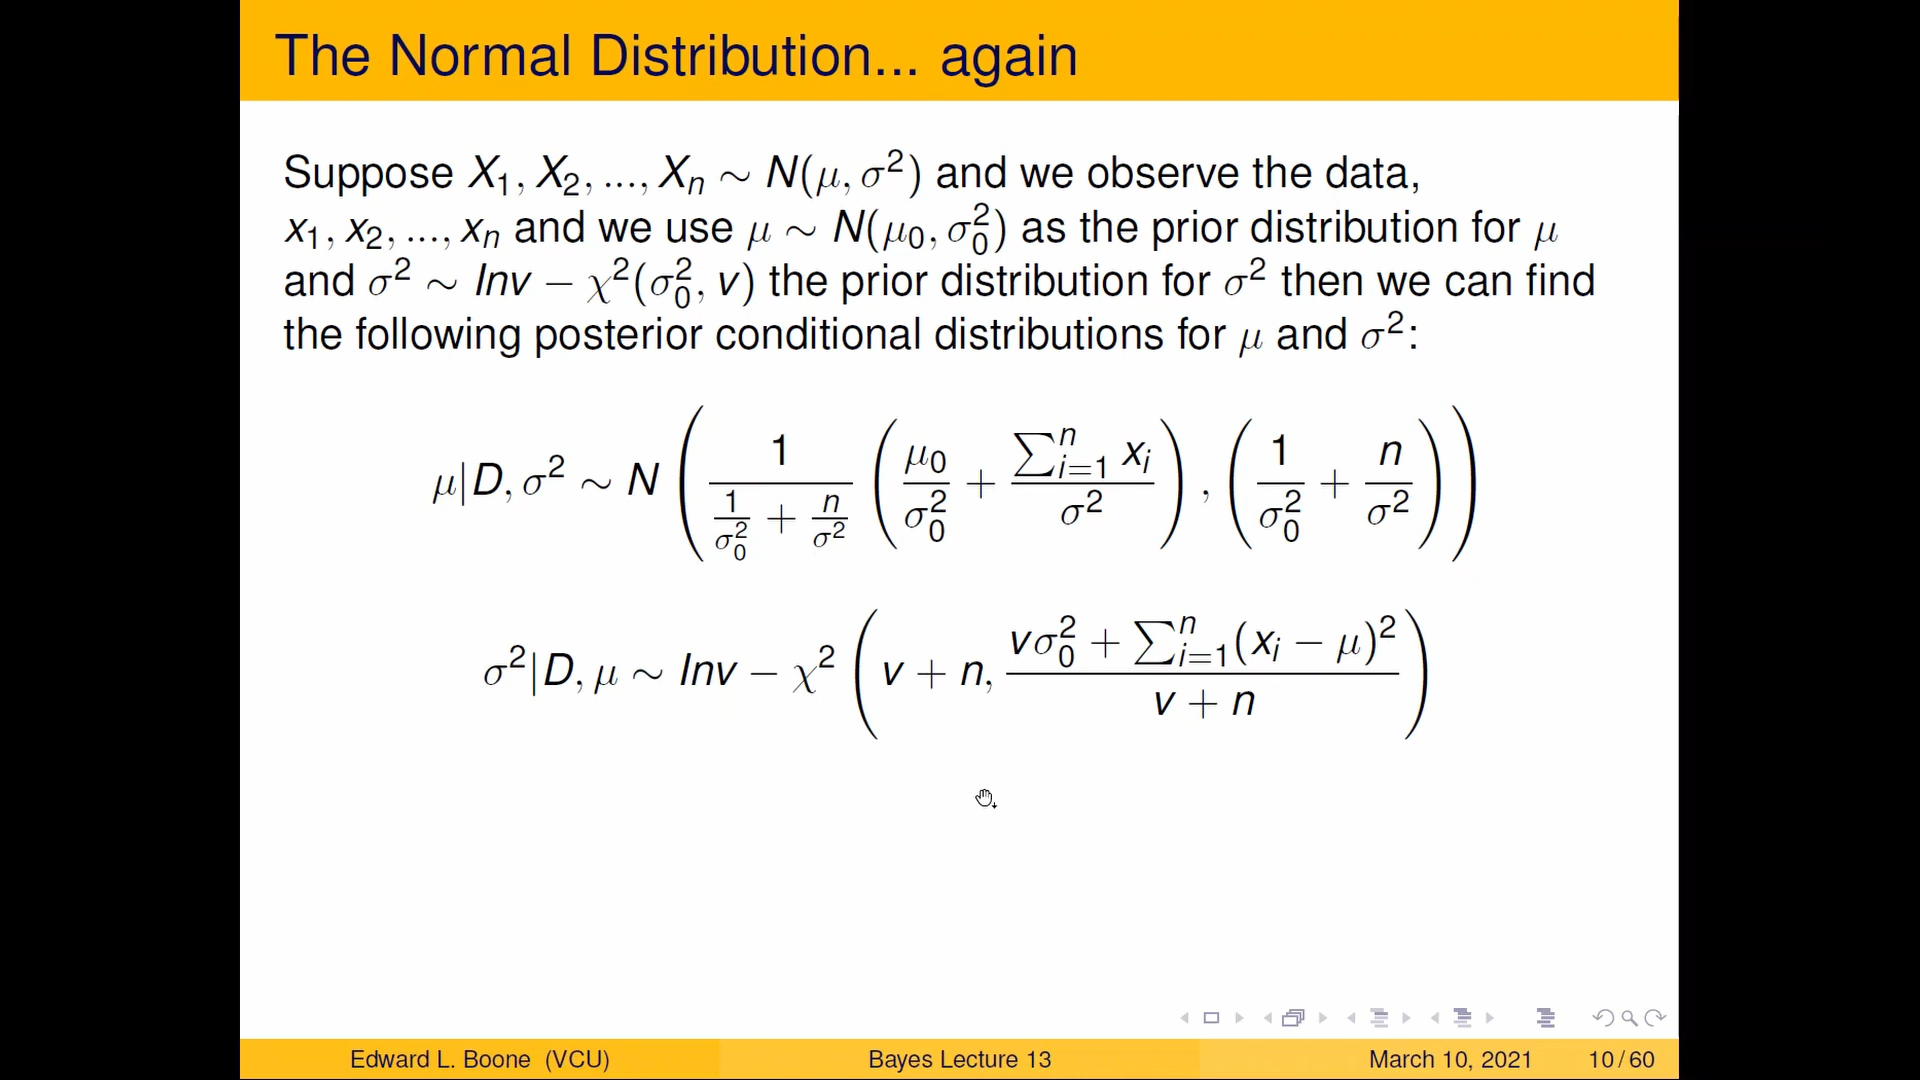 The Normal Distribution... again
Suppose X₁, X₂, ..., Xₙ ∼ N(μ, σ²) and we observe the data,
x₁, x₂, ..., xₙ and we use μ ∼ N(μ₀, σ₀²) as the prior distribution for μ
and σ² ∼ Inv − χ²(σ₀², v) the prior distribution for σ² then we can find
the following posterior conditional distributions for μ and σ²:
μ|D, σ² ∼ N ( 1 / (1/σ₀² + n/σ²) ( μ₀/σ₀² + ∑ⁿᵢ₌₁ xᵢ / σ² ) , ( 1/σ₀² + n/σ² ) )
σ²|D, μ ∼ Inv − χ² ( v + n, (vσ₀² + ∑ⁿᵢ₌₁(xᵢ − μ)²) / (v + n) )
Edward L. Boone (VCU) Bayes Lecture 13 March 10, 2021 10 / 60